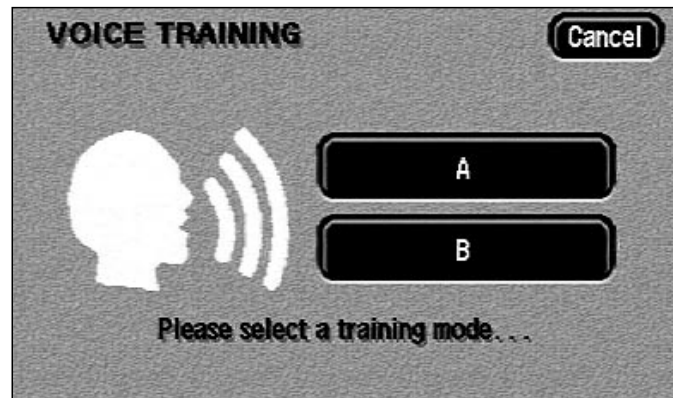 VOICE TRAINING
Cancel
A
B
Please select a training mode...